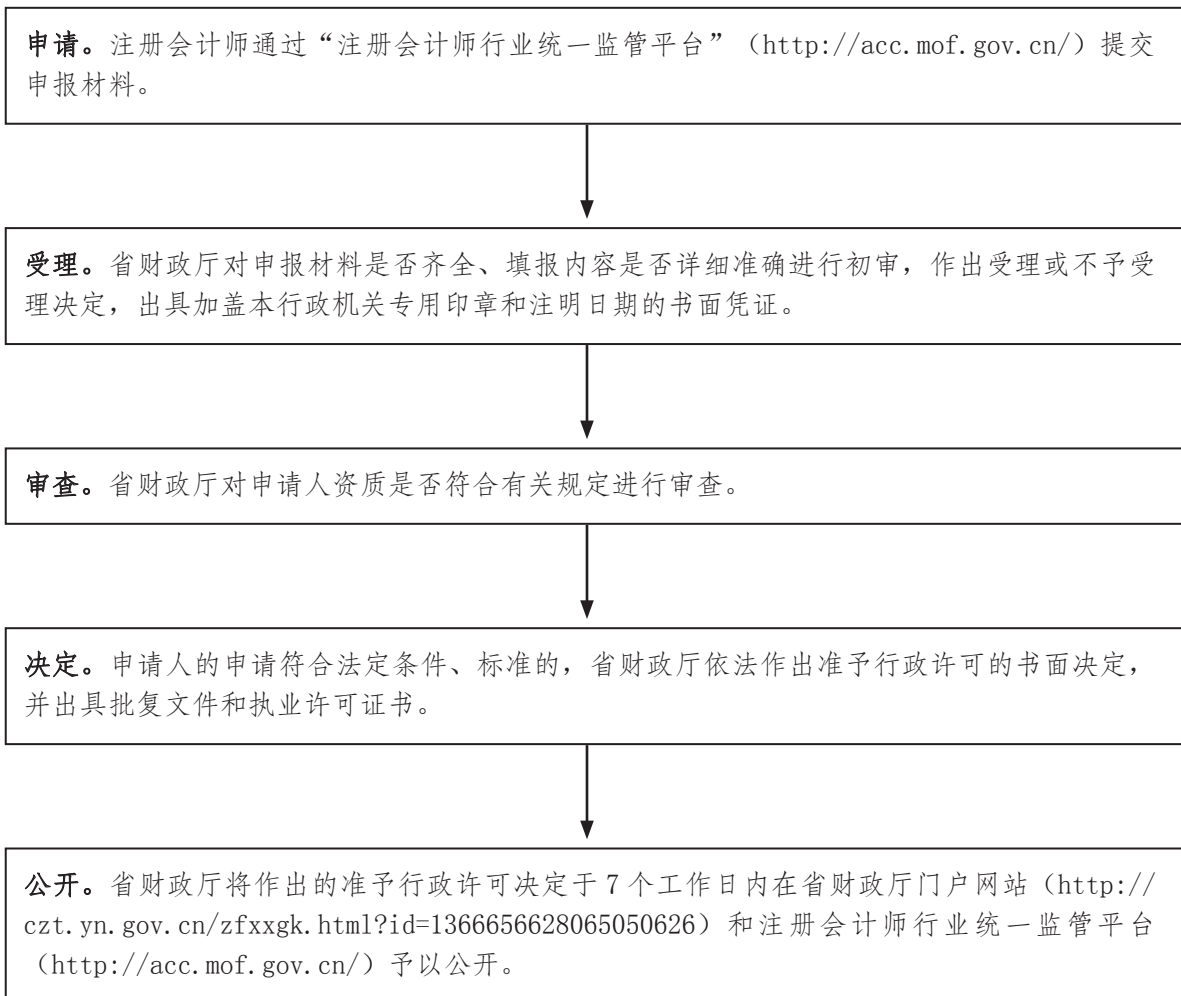 申请。注册会计师通过“注册会计师行业统一监管平台”（http://acc.mof.gov.cn/）提交
申报材料。
受理。省财政厅对申报材料是否齐全、填报内容是否详细准确进行初审，作出受理或不予受
理决定，出具加盖本行政机关专用印章和注明日期的书面凭证。
审查。省财政厅对申请人资质是否符合有关规定进行审查。
决定。申请人的申请符合法定条件、标准的，省财政厅依法作出准予行政许可的书面决定，
并出具批复文件和执业许可证书。
公开。省财政厅将作出的准予行政许可决定于 7 个工作日内在省财政厅门户网站（http://
czt.yn.gov.cn/zfxxgk.html?id=1366656628065050626）和注册会计师行业统一监管平台
（http://acc.mof.gov.cn/）予以公开。